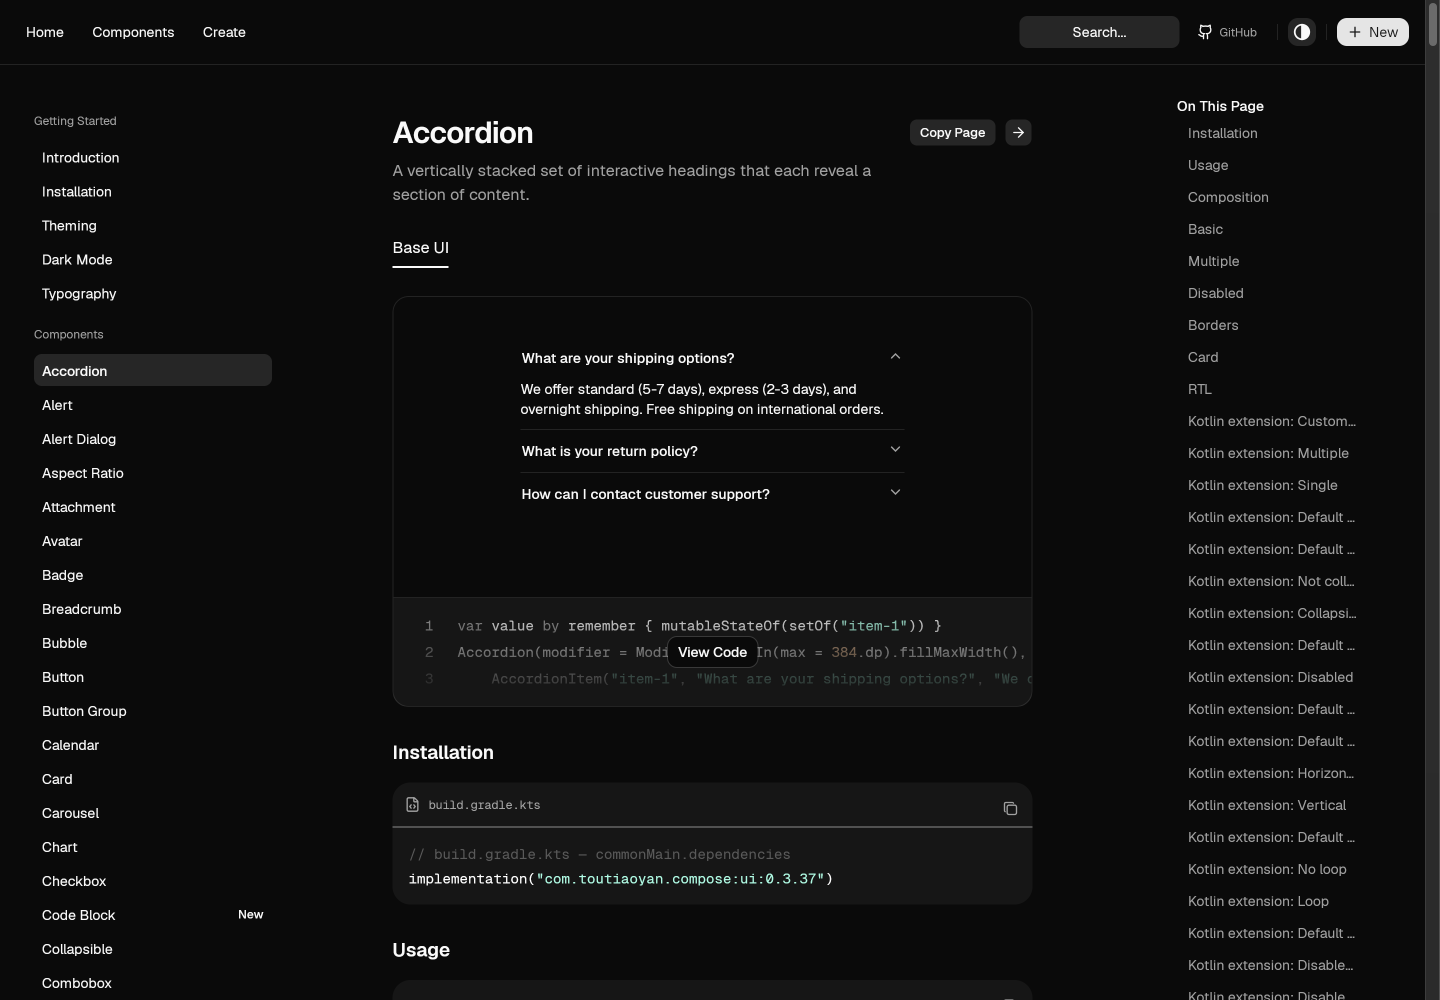 Home
Components
Create
Search...
GitHub
New
Getting Started
Introduction
Installation
Theming
Dark Mode
Typography
Components
Accordion
Alert
Alert Dialog
Aspect Ratio
Attachment
Avatar
Badge
Breadcrumb
Bubble
Button
Button Group
Calendar
Card
Carousel
Chart
Checkbox
Code Block New
Collapsible
Combobox
Accordion
Copy Page
A vertically stacked set of interactive headings that each reveal a
section of content.
Base UI
What are your shipping options?
We offer standard (5-7 days), express (2-3 days), and
overnight shipping. Free shipping on international orders.
What is your return policy?
How can I contact customer support?
1 var value by remember { mutableStateOf(setOf("item-1")) }
2 Accordion(modifier = Modi In(max = 384.dp).fillMaxWidth(),
View Code
3 AccordionItem("item-1", "What are your shipping options?", "We
Installation
build.gradle.kts
// build.gradle.kts — commonMain.dependencies
implementation("com.toutiaoyan.compose:ui:0.3.37")
Usage
On This Page
Installation
Usage
Composition
Basic
Multiple
Disabled
Borders
Card
RTL
Kotlin extension: Custom...
Kotlin extension: Multiple
Kotlin extension: Single
Kotlin extension: Default ...
Kotlin extension: Default ...
Kotlin extension: Not coll...
Kotlin extension: Collapsi...
Kotlin extension: Default ...
Kotlin extension: Disabled
Kotlin extension: Default ...
Kotlin extension: Default ...
Kotlin extension: Horizon...
Kotlin extension: Vertical
Kotlin extension: Default ...
Kotlin extension: No loop
Kotlin extension: Loop
Kotlin extension: Default ...
Kotlin extension: Disable...
Kotlin extension: Disable